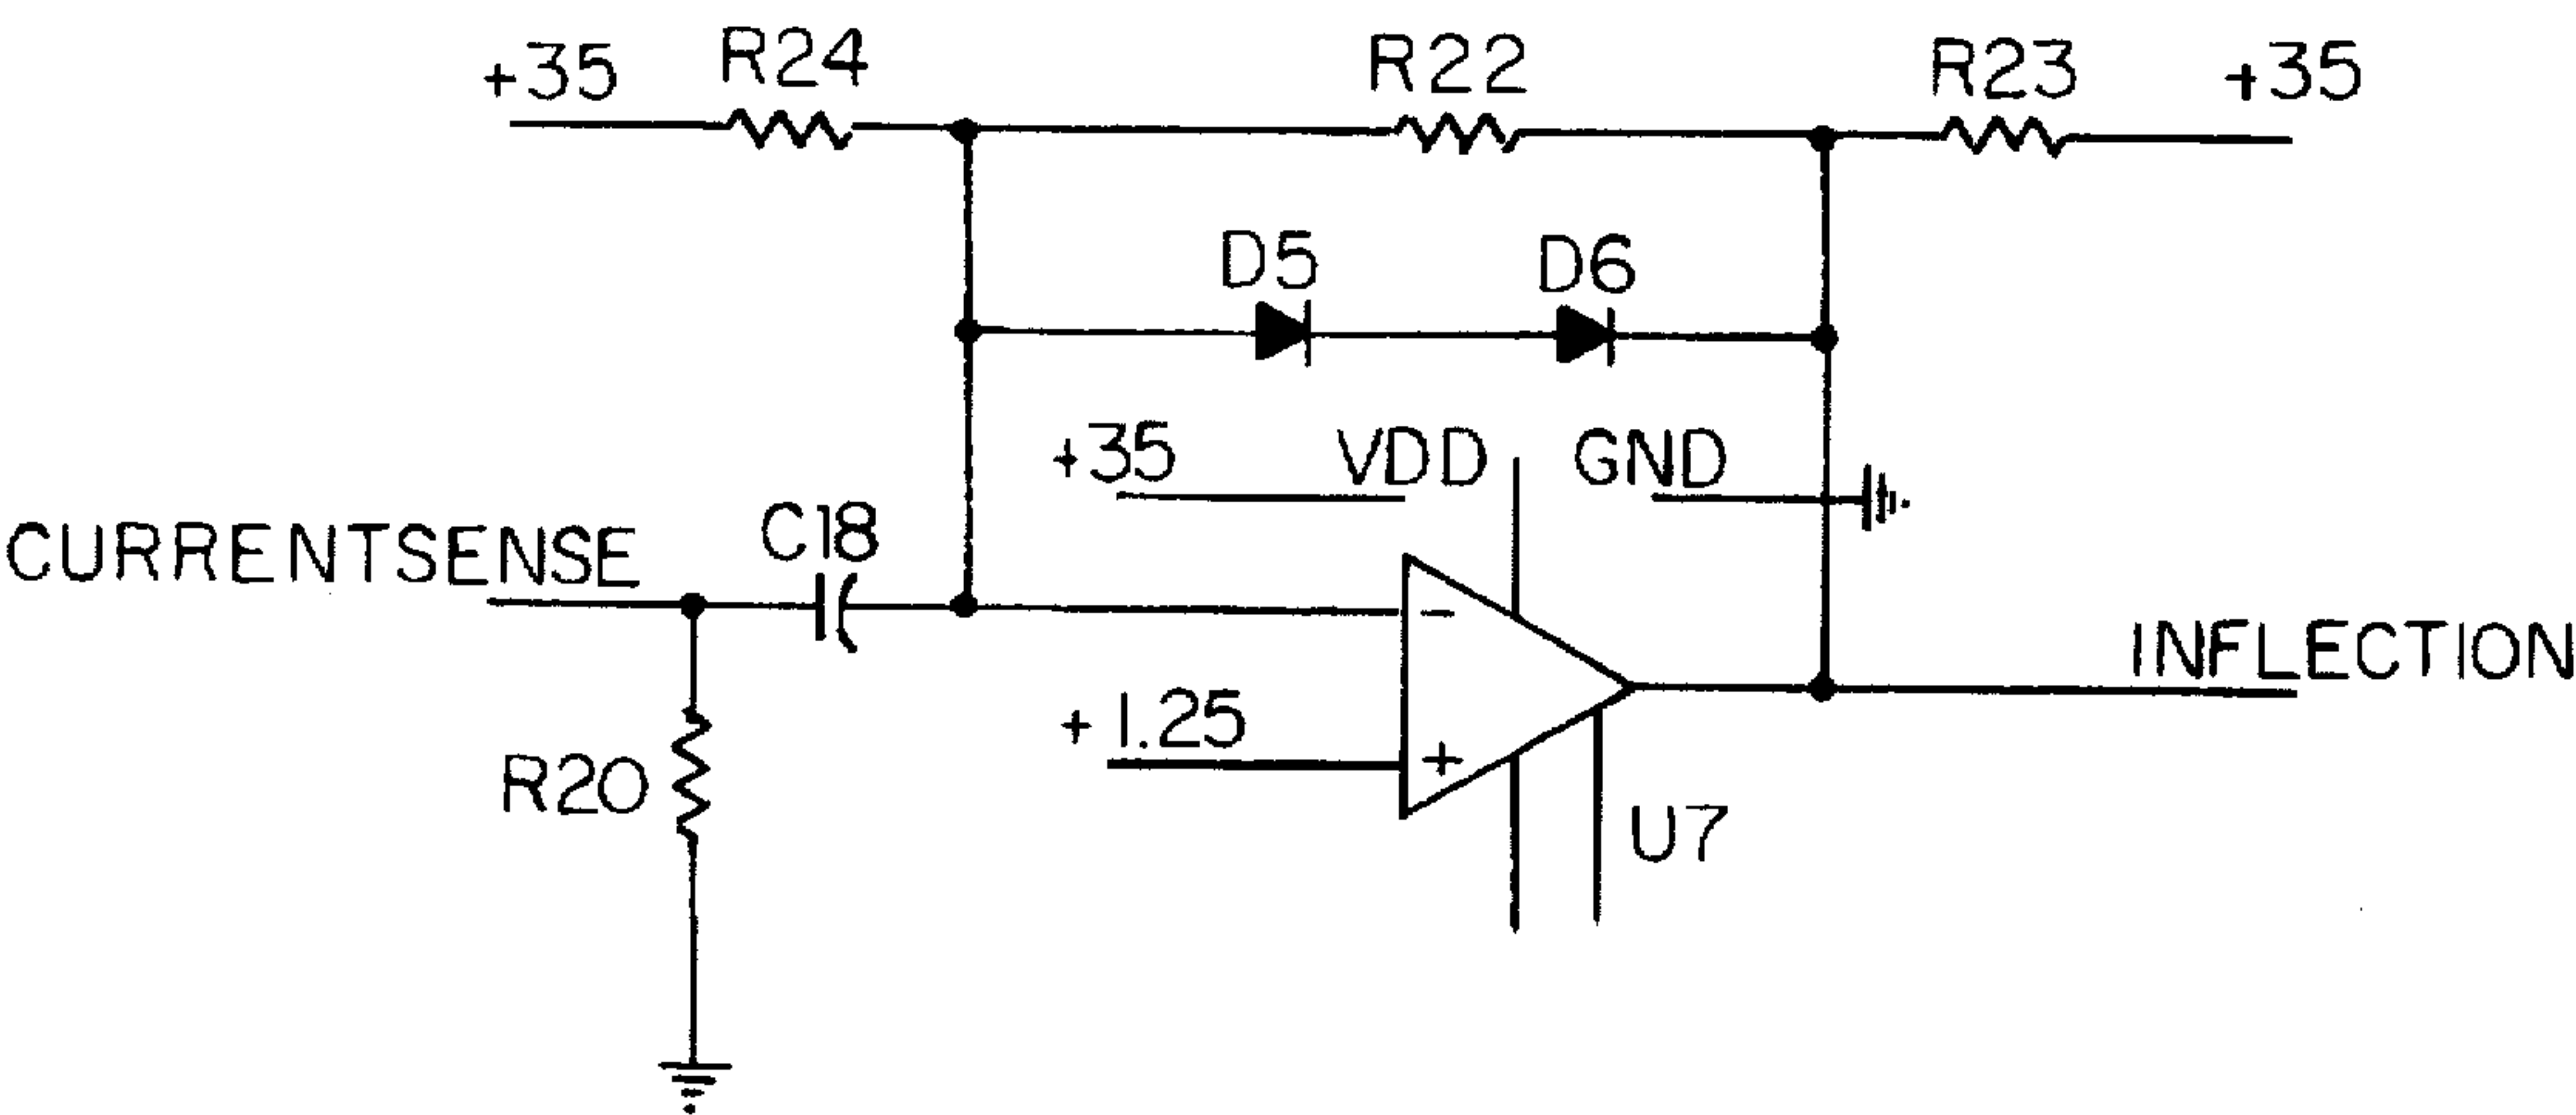 +35
R24
R22
R23
+35
D5
D6
+35
VDD
GND
CURRENTSENSE
C18
-
+1.25
+
INFLECTION
R20
U7